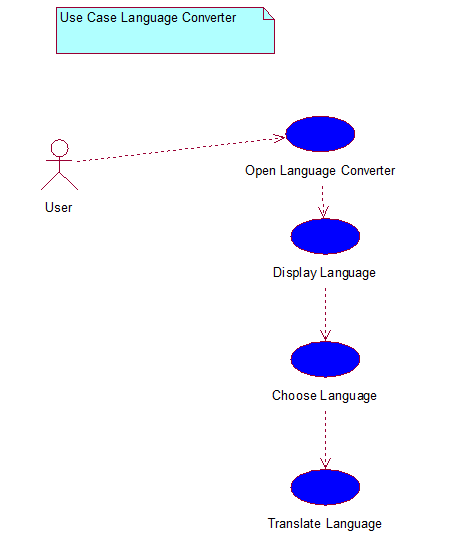 Use Case Language Converter
Open Language Converter
User
Display Language
Choose Language
Translate Language